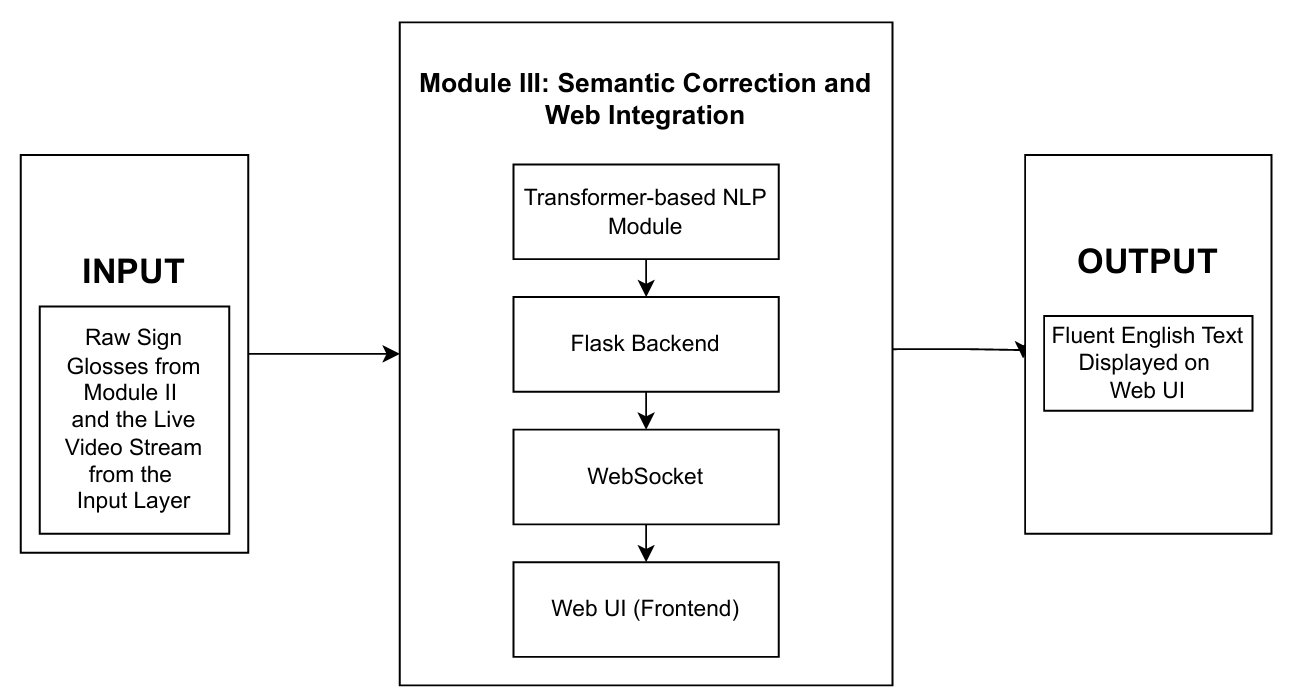 Module III: Semantic Correction and
Web Integration
INPUT
Raw Sign
Glosses from
Module II
and the Live
Video Stream
from the
Input Layer
Transformer-based NLP
Module
Flask Backend
WebSocket
Web UI (Frontend)
OUTPUT
Fluent English Text
Displayed on
Web UI